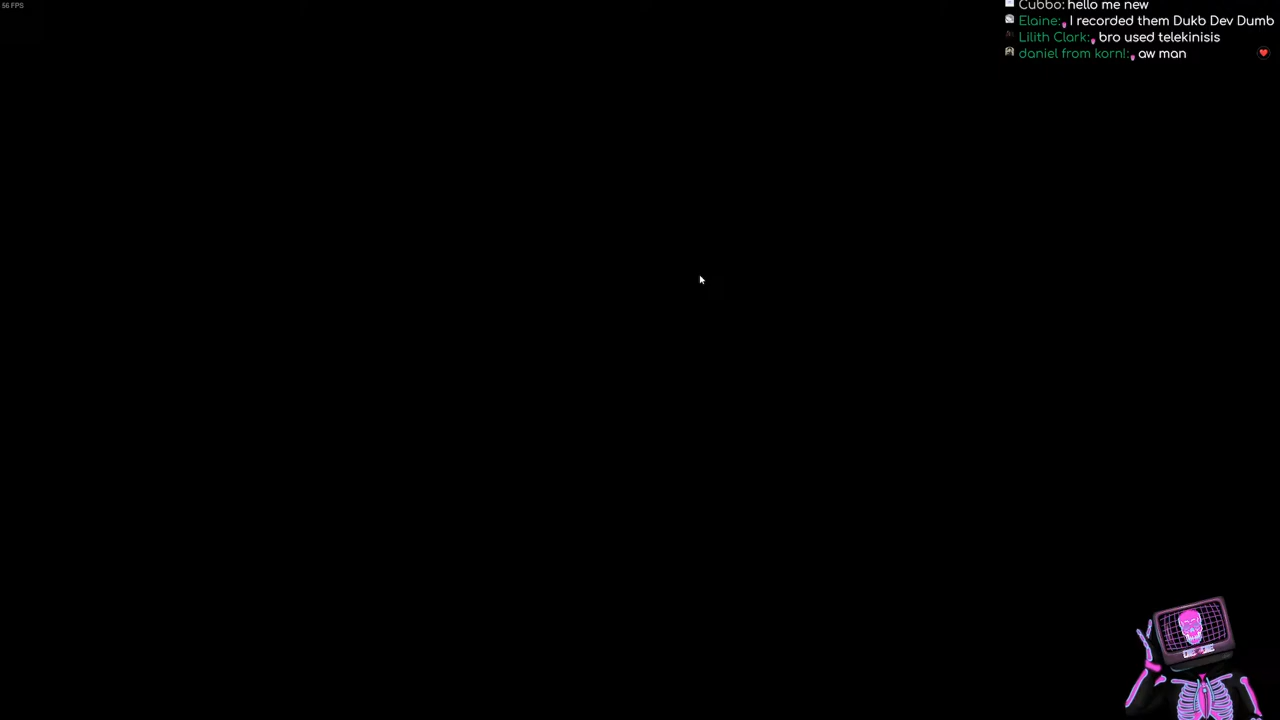 56 FPS
Cubbo: hello me new
Elaine: I recorded them Dukb Dev Dumb
Lilith Clark: bro used telekinisis
daniel from korn!: aw man